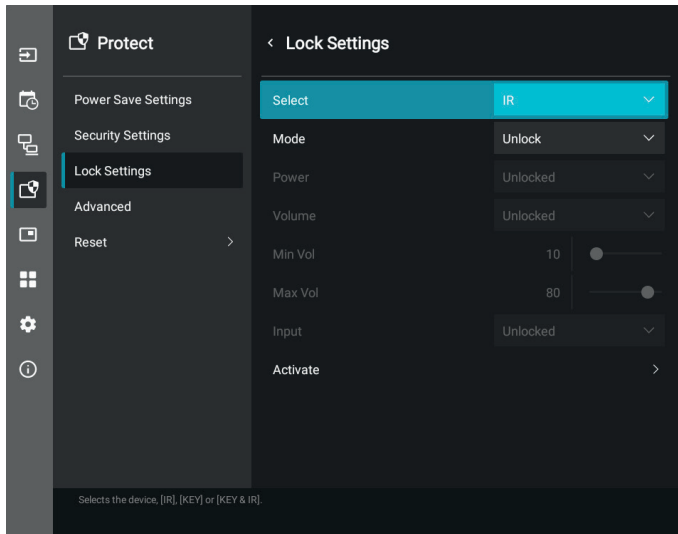 Protect
Power Save Settings
Security Settings
Lock Settings
Advanced
Reset
Lock Settings
Select IR
Mode Unlock
Power Unlocked
Volume Unlocked
Min Vol 10
Max Vol 80
Input Unlocked
Activate
Selects the device, [IR], [KEY] or [KEY & IR].